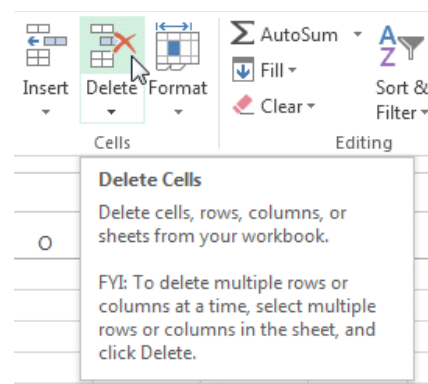 AutoSum
Fill
Clear
A
Z
Insert Delete Format
Sort &
Filter
Cells
Editing
O
Delete Cells
Delete cells, rows, columns, or
sheets from your workbook.
FYI: To delete multiple rows or
columns at a time, select multiple
rows or columns in the sheet, and
click Delete.